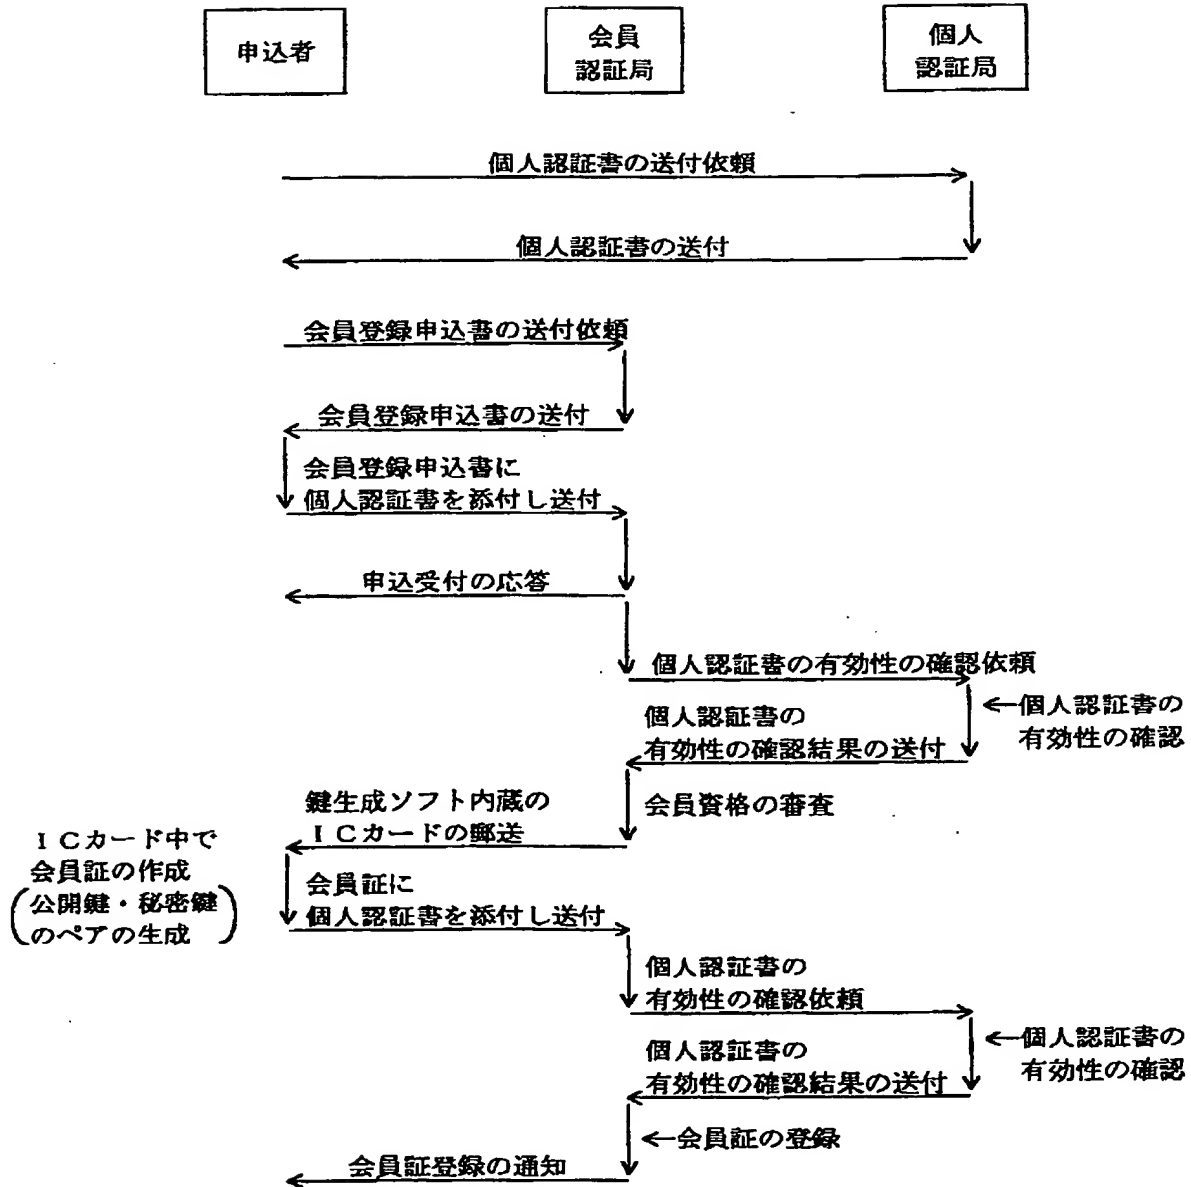 申込者
会員
認証局
個人
認証局
個人認証書の送付依頼
個人認証書の送付
会員登録申込書の送付依頼
会員登録申込書の送付
会員登録申込書に
個人認証書を添付し送付
申込受付の応答
個人認証書の有効性の確認依頼
個人認証書の
有効性の確認
個人認証書の
有効性の確認結果の送付
会員資格の審査
鍵生成ソフト内蔵の
ICカードの郵送
ICカード中で
会員証の作成
(公開鍵・秘密鍵
のペアの生成)
会員証に
個人認証書を添付し送付
個人認証書の
有効性の確認依頼
個人認証書の
有効性の確認
個人認証書の
有効性の確認結果の送付
会員証の登録
会員証登録の通知